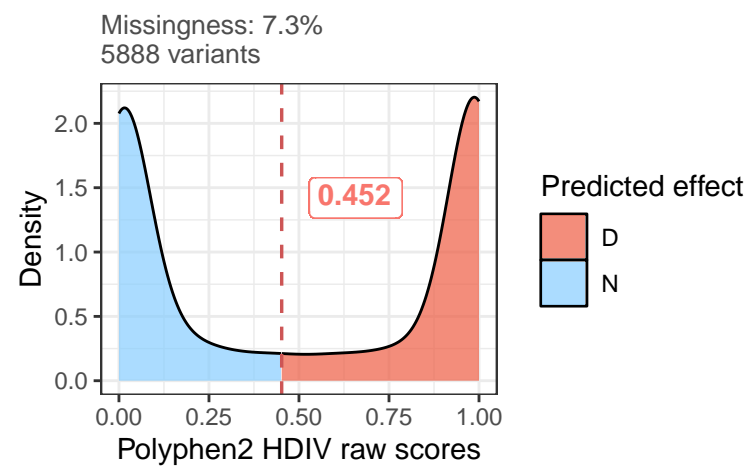 Missingness: 7.3%
5888 variants
Density
2.0
1.5
1.0
0.5
0.0
0.452
0.00 0.25 0.50 0.75 1.00
Polyphen2 HDIV raw scores
Predicted effect
D
N